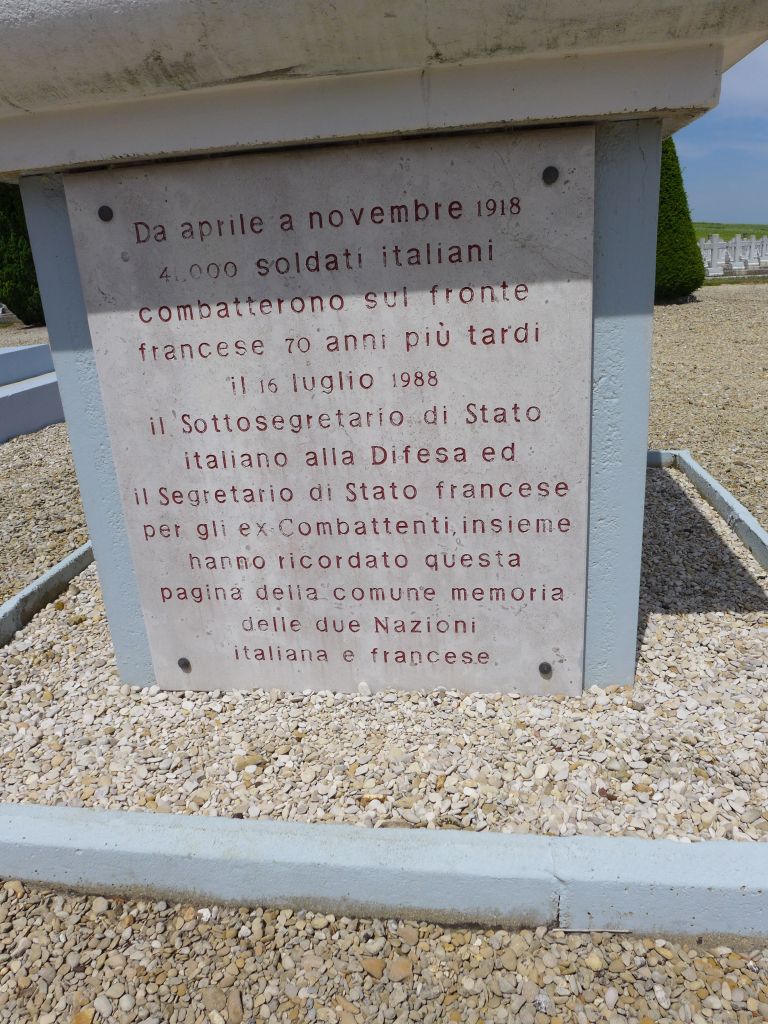 Da aprile a novembre 1918
41.000 soldati italiani
combatterono sul fronte
francese 70 anni più tardi
il 16 luglio 1988
il Sottosegretario di Stato
italiano alla Difesa ed
il Segretario di Stato francese
per gli ex Combattenti, insieme
hanno ricordato questa
pagina della comune memoria
delle due Nazioni
italiana e francese